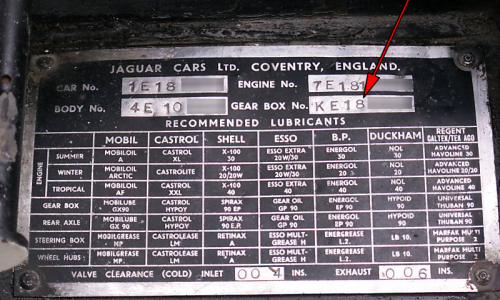 JAGUAR CARS LTD. COVENTRY, ENGLAND.
CAR No. 1E18 ENGINE No. 7E181
BODY No. 4E10 GEAR BOX No. KE18
RECOMMENDED LUBRICANTS
MOBIL CASTROL SHELL ESSO B.P. DUCKHAM REGENT CALTEX/TEX AGO
ENGINE
SUMMER MOBILOIL A CASTROL XL X-100 30 ESSO EXTRA 20W/30 ENERGOL 30 NOL 30 ADVANCED HAVOLINE 30
WINTER MOBILOIL ARCTIC CASTROLITE X-100 20/20W ESSO EXTRA 20W/30 ENERGOL 20 NOL 20 ADVANCED HAVOLINE 20/20
TROPICAL MOBILOIL AF CASTROL XXL X-100 40 ESSO EXTRA 40 ENERGOL 40 NOL 40 ADVANCED HAVOLINE 40
GEAR BOX MOBILUBE GX90 CASTROL HYPOY SPIRAX 90 EP GEAR OIL GP 90 ENERGOL EP 90 HYPOID 90 UNIVERSAL THUBAN 90
REAR AXLE MOBILUBE GX 90 CASTROL HYPOY SPIRAX 90 E.P. GEAR OIL GP 90 ENERGOL EP 90 HYPOID 90 UNIVERSAL THUBAN 90
STEERING BOX MOBILGREASE MP CASTROLEASE LM RETINAX A ESSO MULT-GREASE H ENERGREASE L.2. LB 10. MARFAK MULTI PURPOSE 2
WHEEL HUBS MOBILGREASE MP. CASTROLEASE LM RETINAX A ESSO MULTI-GREASE H ENERGREASE L.2. LB 10. MARFAK MULTI PURPOSE 2
VALVE CLEARANCE (COLD) INLET 004 INS. EXHAUST .006 INS.